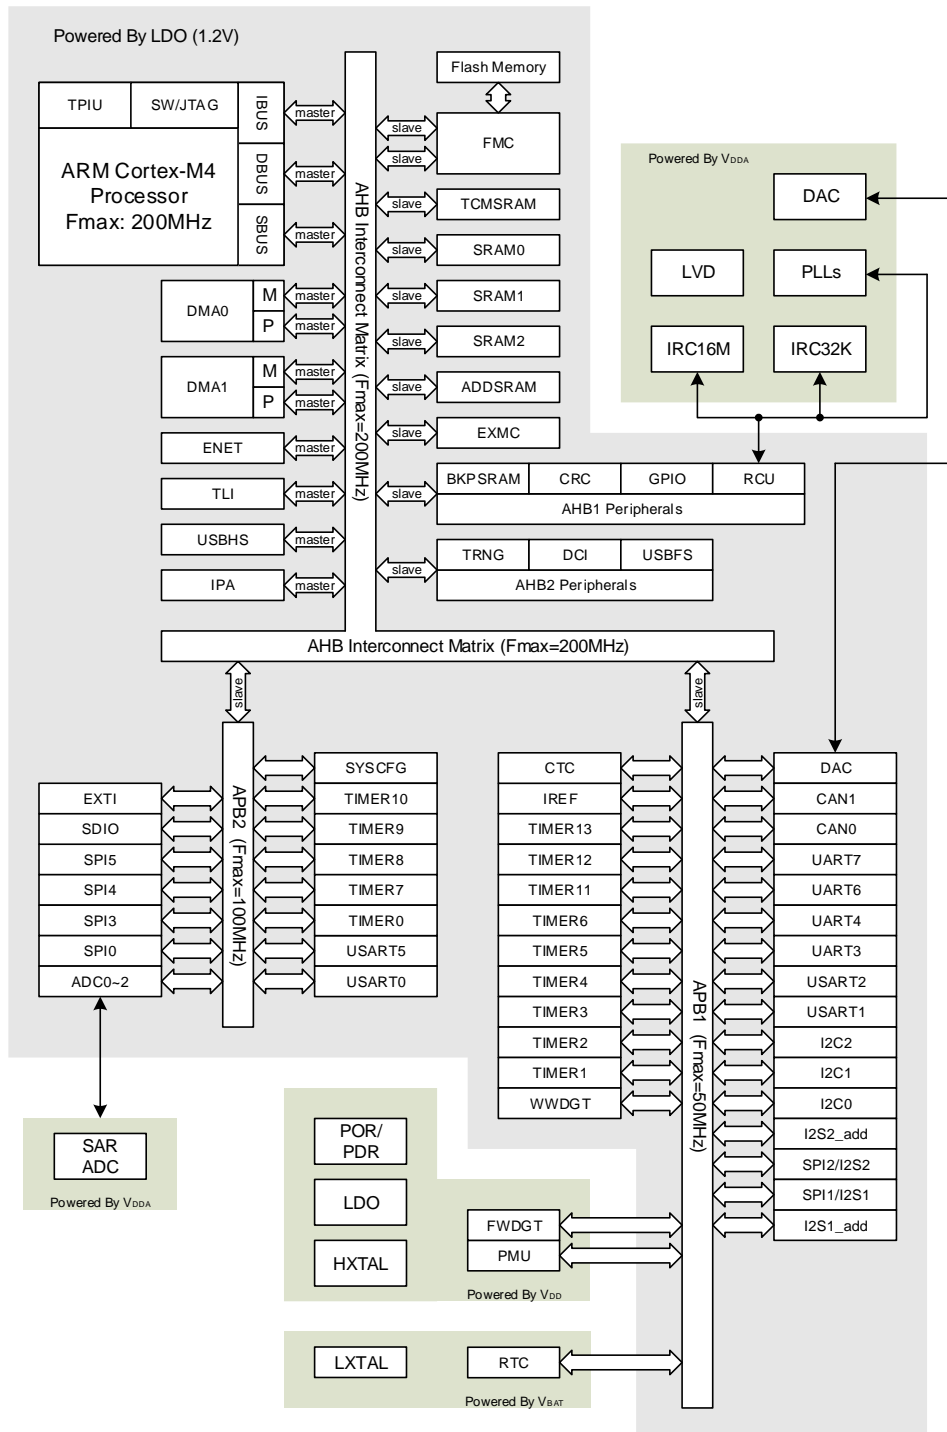 Powered By LDO (1.2V)
TPIU
SW/JTAG
IBUS
DBUS
SBUS
ARM Cortex-M4
Processor
Fmax: 200MHz
master
master
master
DMA0
M
P
master
master
DMA1
M
P
master
master
ENET
master
TLI
master
USBHS
master
IPA
master
AHB Interconnect Matrix (Fmax=200MHz)
Flash Memory
slave
slave
FMC
slave
TCMSRAM
slave
SRAM0
slave
SRAM1
slave
SRAM2
slave
ADDSRAM
slave
EXMC
slave
BKPSRAM
CRC
GPIO
RCU
AHB1 Peripherals
slave
TRNG
DCI
USBFS
AHB2 Peripherals
Powered By VDDA
DAC
LVD
PLLs
IRC16M
IRC32K
AHB Interconnect Matrix (Fmax=200MHz)
slave
slave
APB2 (Fmax=100MHz)
EXTI
SDIO
SPI5
SPI4
SPI3
SPI0
ADC0~2
SYSCFG
TIMER10
TIMER9
TIMER8
TIMER7
TIMER0
USART5
USART0
CTC
IREF
TIMER13
TIMER12
TIMER11
TIMER6
TIMER5
TIMER4
TIMER3
TIMER2
TIMER1
WWDGT
APB1 (Fmax=50MHz)
DAC
CAN1
CAN0
UART7
UART6
UART4
UART3
USART2
USART1
I2C2
I2C1
I2C0
I2S2_add
SPI2/I2S2
SPI1/I2S1
I2S1_add
SAR
ADC
Powered By VDDA
POR/
PDR
LDO
HXTAL
FWDGT
PMU
Powered By VDD
LXTAL
RTC
Powered By VBAT